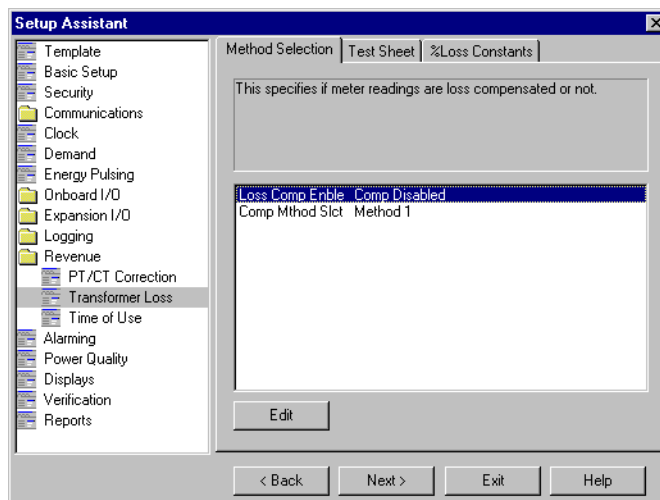 Setup Assistant
Template
Basic Setup
Security
Communications
Clock
Demand
Energy Pulsing
Onboard I/O
Expansion I/O
Logging
Revenue
PT/CT Correction
Transformer Loss
Time of Use
Alarming
Power Quality
Displays
Verification
Reports
Method Selection Test Sheet %Loss Constants
This specifies if meter readings are loss compensated or not.
Loss Comp Enble Comp Disabled
Comp Mthod Slct Method 1
Edit
< Back Next > Exit Help